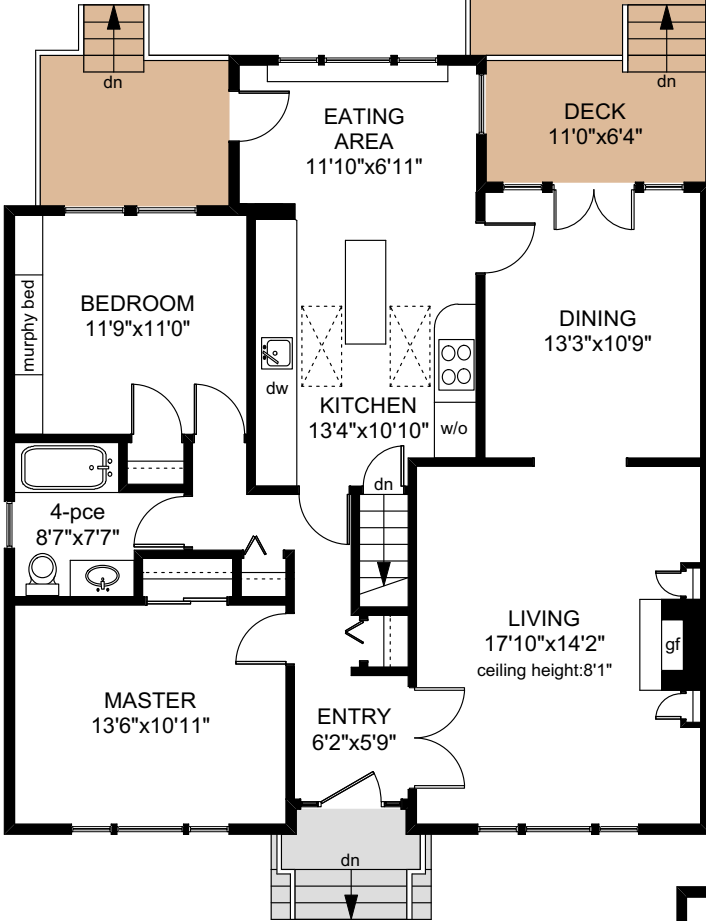 dn
dn
EATING
AREA
11'10"x6'11"
DECK
11'0"x6'4"
murphy bed
BEDROOM
11'9"x11'0"
DINING
13'3"x10'9"
dw
KITCHEN
13'4"x10'10"
w/o
dn
4-pce
8'7"x7'7"
LIVING
17'10"x14'2"
ceiling height:8'1"
gf
MASTER
13'6"x10'11"
ENTRY
6'2"x5'9"
dn